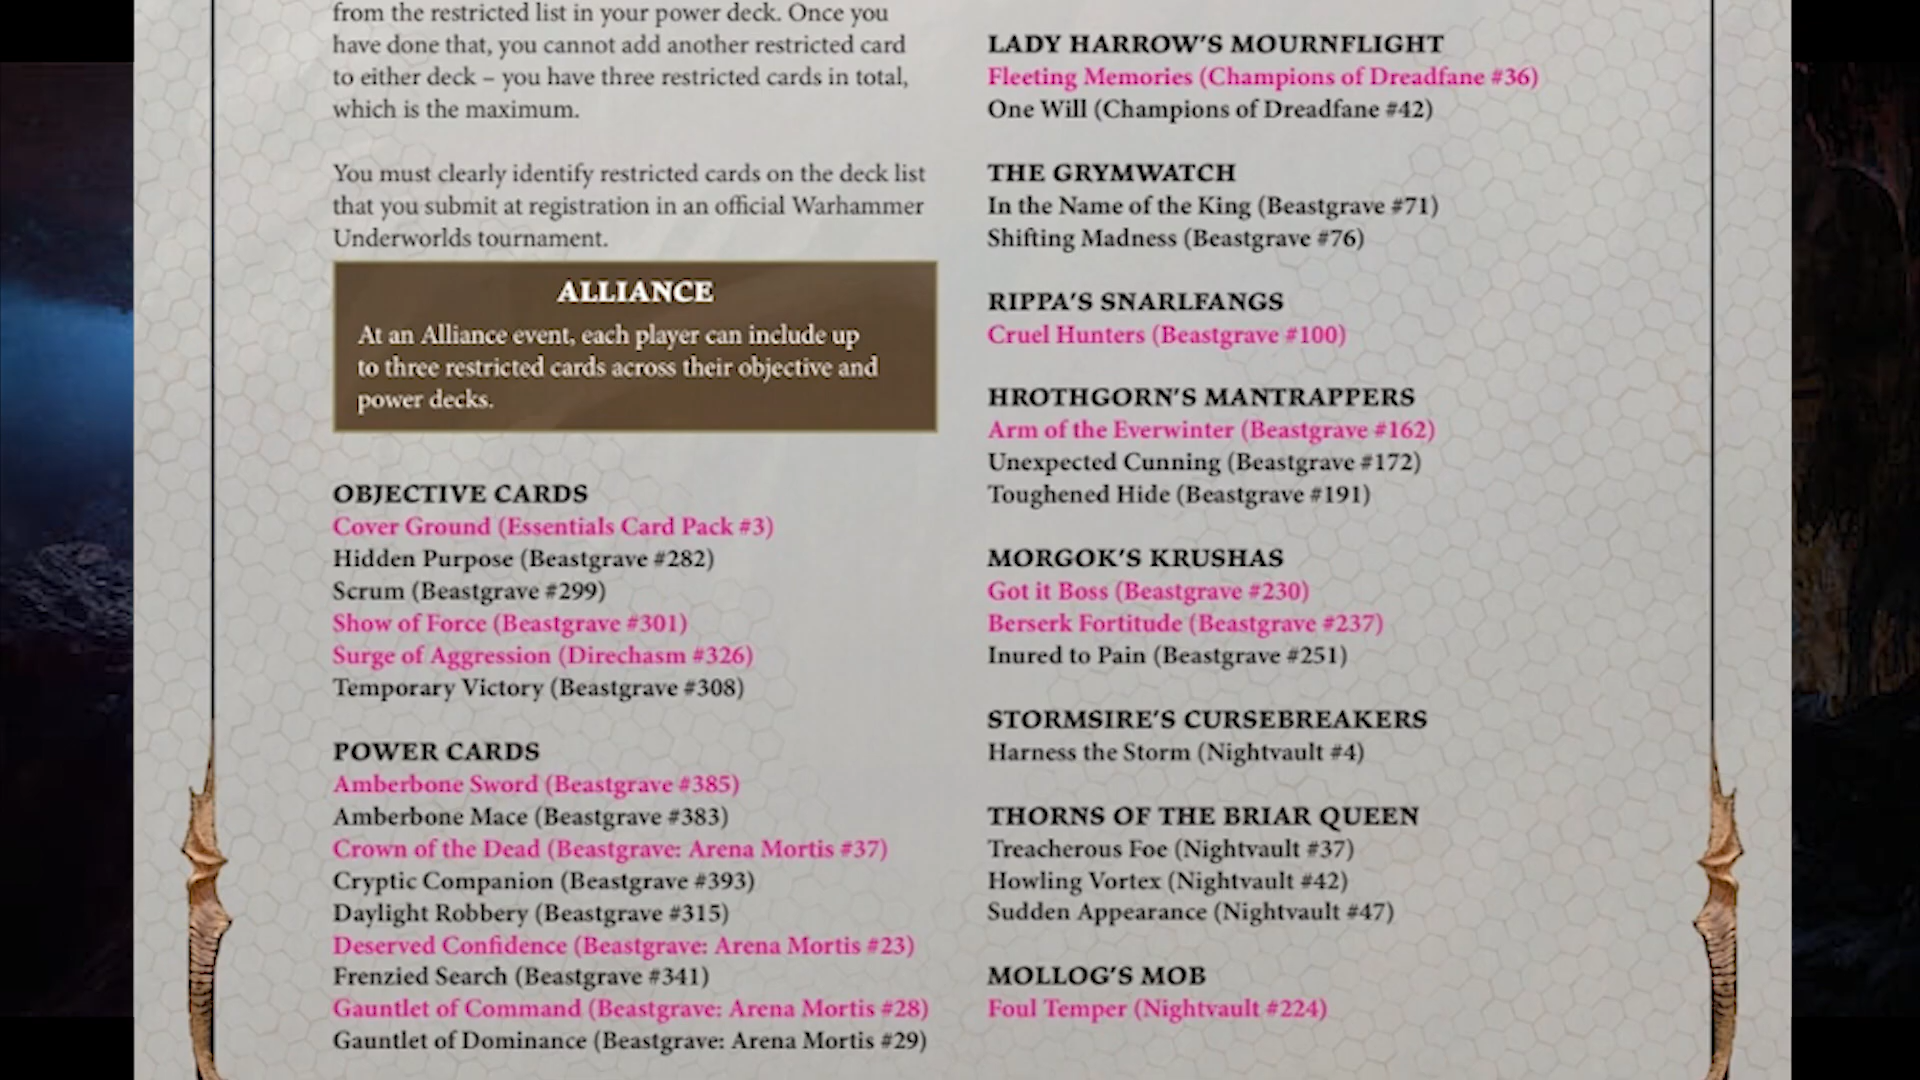 from the restricted list in your power deck. Once you
have done that, you cannot add another restricted card
to either deck – you have three restricted cards in total,
which is the maximum.
You must clearly identify restricted cards on the deck list
that you submit at registration in an official Warhammer
Underworlds tournament.
ALLIANCE
At an Alliance event, each player can include up
to three restricted cards across their objective and
power decks.
OBJECTIVE CARDS
Cover Ground (Essentials Card Pack #3)
Hidden Purpose (Beastgrave #282)
Scrum (Beastgrave #299)
Show of Force (Beastgrave #301)
Surge of Aggression (Direchasm #326)
Temporary Victory (Beastgrave #308)
POWER CARDS
Amberbone Sword (Beastgrave #385)
Amberbone Mace (Beastgrave #383)
Crown of the Dead (Beastgrave: Arena Mortis #37)
Cryptic Companion (Beastgrave #393)
Daylight Robbery (Beastgrave #315)
Deserved Confidence (Beastgrave: Arena Mortis #23)
Frenzied Search (Beastgrave #341)
Gauntlet of Command (Beastgrave: Arena Mortis #28)
Gauntlet of Dominance (Beastgrave: Arena Mortis #29)
LADY HARROW'S MOURNFLIGHT
Fleeting Memories (Champions of Dreadfane #36)
One Will (Champions of Dreadfane #42)
THE GRYMWATCH
In the Name of the King (Beastgrave #71)
Shifting Madness (Beastgrave #76)
RIPPA'S SNARLFANGS
Cruel Hunters (Beastgrave #100)
HROTHGORN'S MANTRAPPERS
Arm of the Everwinter (Beastgrave #162)
Unexpected Cunning (Beastgrave #172)
Toughened Hide (Beastgrave #191)
MORGOK'S KRUSHAS
Got it Boss (Beastgrave #230)
Berserk Fortitude (Beastgrave #237)
Inured to Pain (Beastgrave #251)
STORMSIRE'S CURSEBREAKERS
Harness the Storm (Nightvault #4)
THORNS OF THE BRIAR QUEEN
Treacherous Foe (Nightvault #37)
Howling Vortex (Nightvault #42)
Sudden Appearance (Nightvault #47)
MOLLOG'S MOB
Foul Temper (Nightvault #224)